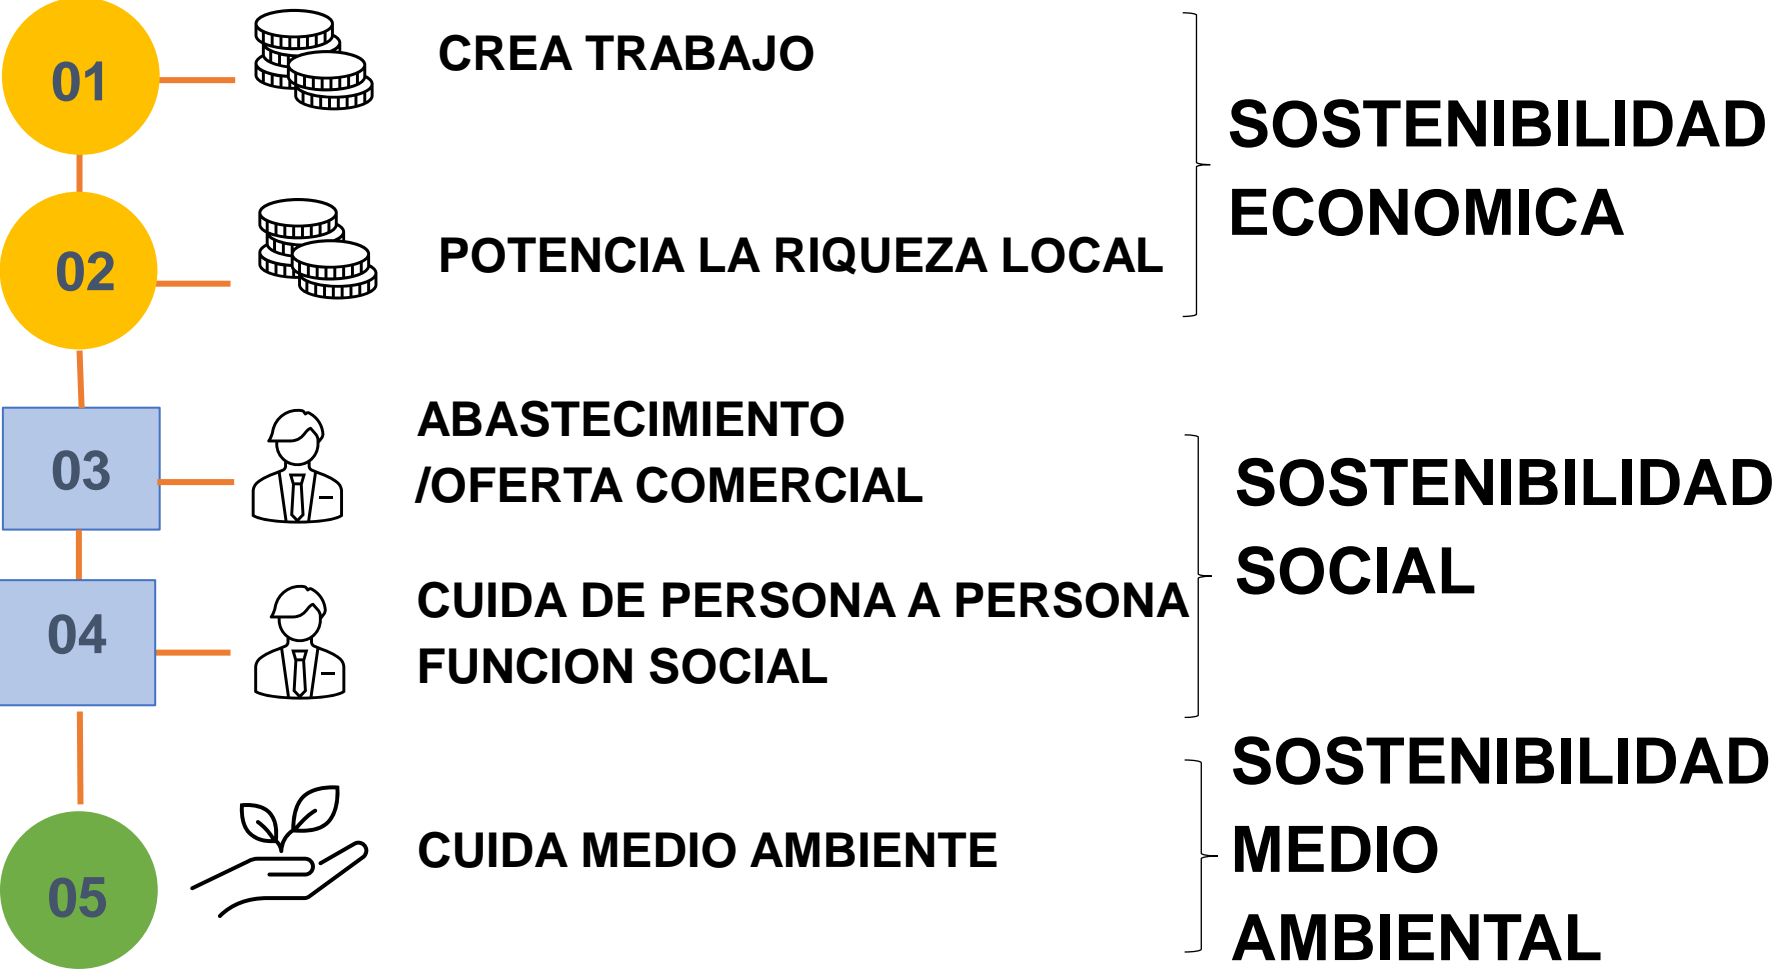 01
CREA TRABAJO
02
POTENCIA LA RIQUEZA LOCAL
SOSTENIBILIDAD
ECONOMICA
03
ABASTECIMIENTO
/OFERTA COMERCIAL
04
CUIDA DE PERSONA A PERSONA
FUNCION SOCIAL
SOSTENIBILIDAD
SOCIAL
05
CUIDA MEDIO AMBIENTE
SOSTENIBILIDAD
MEDIO
AMBIENTAL